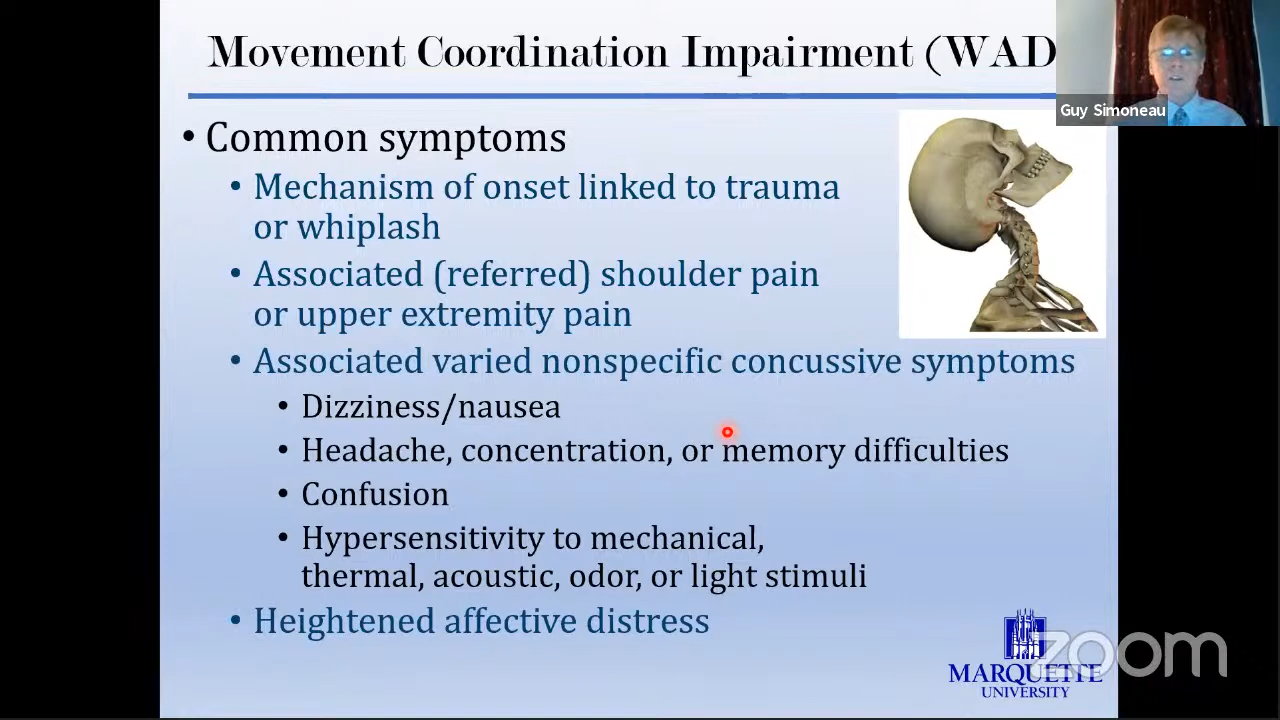 Movement Coordination Impairment (WAD
Guy Simoneau
• Common symptoms
• Mechanism of onset linked to trauma
or whiplash
• Associated (referred) shoulder pain
or upper extremity pain
• Associated varied nonspecific concussive symptoms
• Dizziness/nausea
• Headache, concentration, or memory difficulties
• Confusion
• Hypersensitivity to mechanical,
thermal, acoustic, odor, or light stimuli
• Heightened affective distress
zoom
MARQUETTE
UNIVERSITY